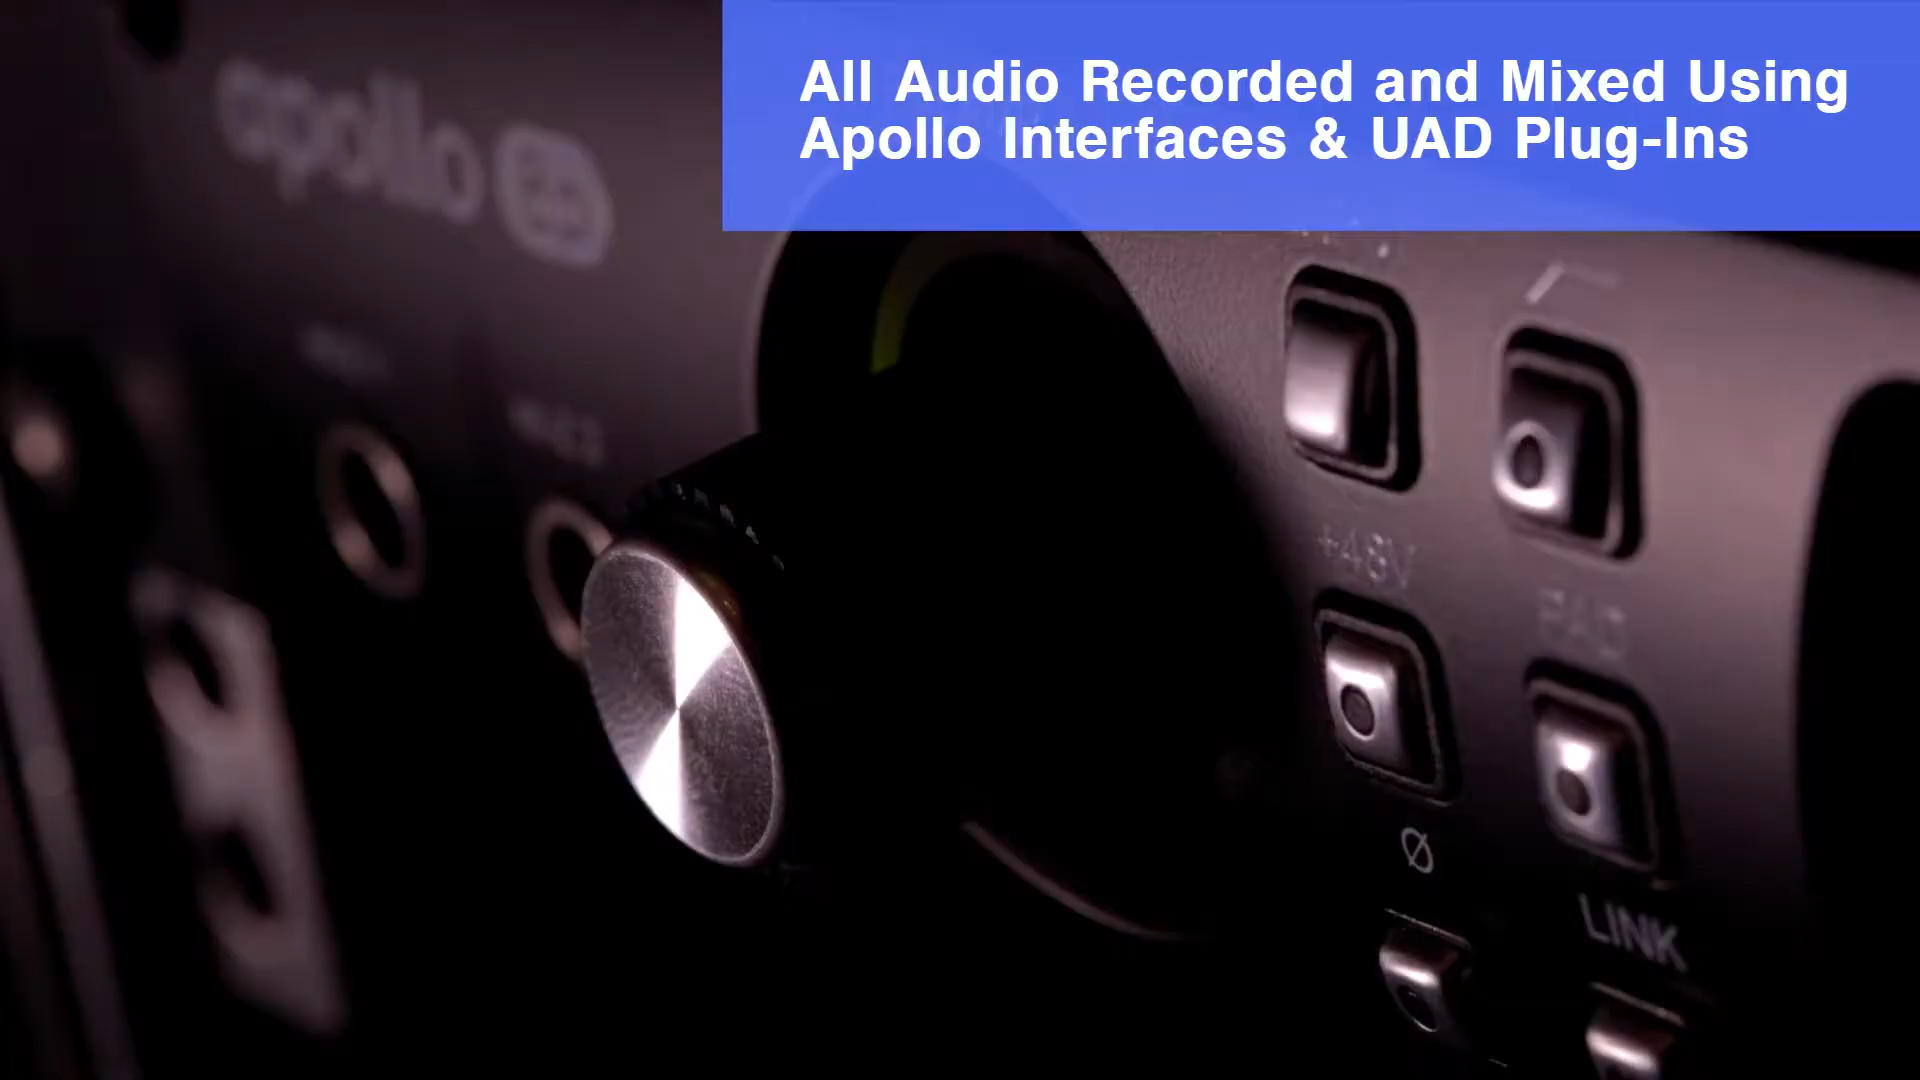 All Audio Recorded and Mixed Using
Apollo Interfaces & UAD Plug-Ins
apollo
+48V
PAD
Ø
LINK